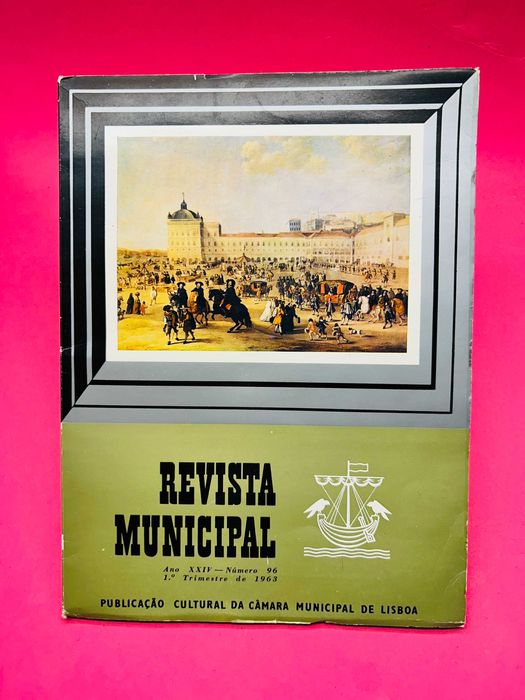 REVISTA
MUNICIPAL
Ano XXIV — Número 96
1.º Trimestre de 1963
PUBLICAÇÃO CULTURAL DA CÂMARA MUNICIPAL DE LISBOA